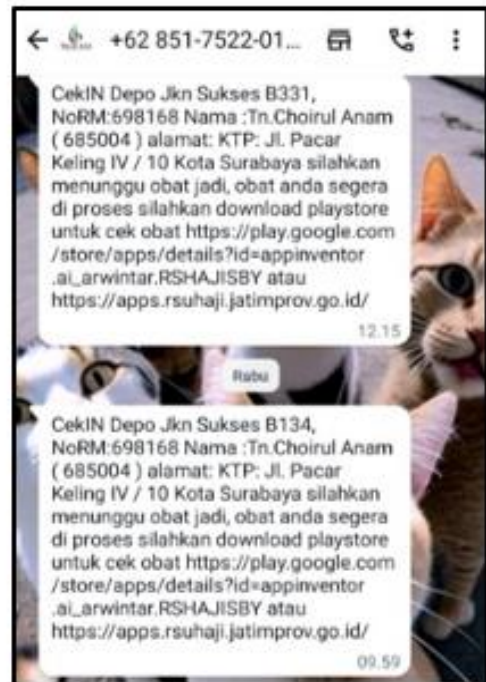 +62 851-7522-01...
CekIN Depo Jkn Sukses B331,
NoRM:698168 Nama :Tn.Choirul Anam
( 685004 ) alamat: KTP: Jl. Pacar
Keling IV / 10 Kota Surabaya silahkan
menunggu obat jadi, obat anda segera
di proses silahkan download playstore
untuk cek obat https://play.google.com
/store/apps/details?id=appinventor
.ai_arwintar.RSHAJISBY atau
https://apps.rsuhaji.jatimprov.go.id/
12.15
Rabu
CekIN Depo Jkn Sukses B134,
NoRM:698168 Nama :Tn.Choirul Anam
( 685004 ) alamat: KTP: Jl. Pacar
Keling IV / 10 Kota Surabaya silahkan
menunggu obat jadi, obat anda segera
di proses silahkan download playstore
untuk cek obat https://play.google.com
/store/apps/details?id=appinventor
.ai_arwintar.RSHAJISBY atau
https://apps.rsuhaji.jatimprov.go.id/
09.59